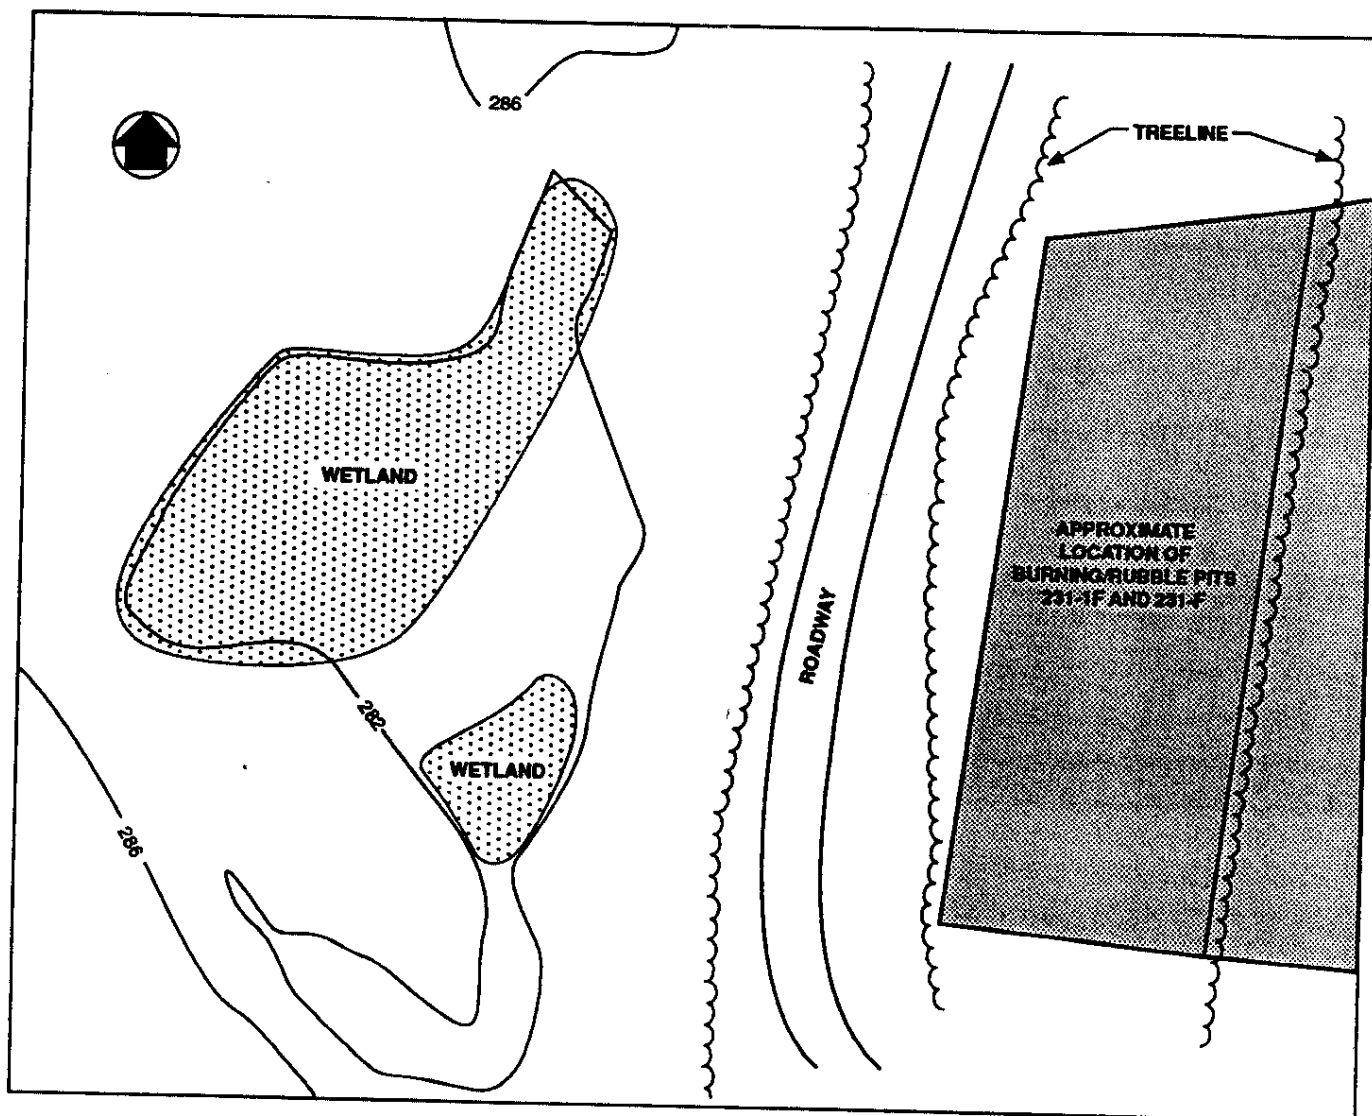 286
TREELINE
WETLAND
APPROXIMATE
LOCATION OF
BURNING/RUBBLE PITS
231-1F AND 231-F
ROADWAY
282
WETLAND
286